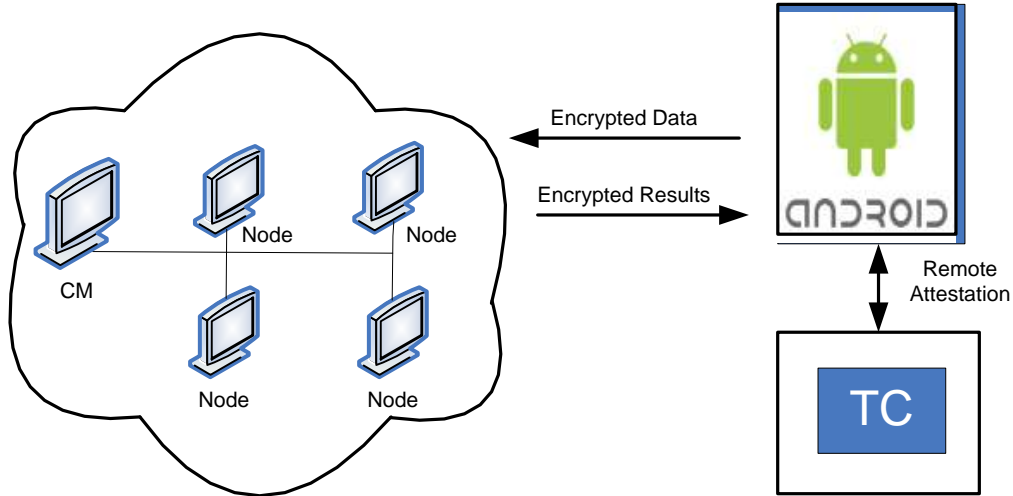 Encrypted Data
Encrypted Results
ANDROID
Node
Node
CM
Remote
Attestation
Node
Node
TC